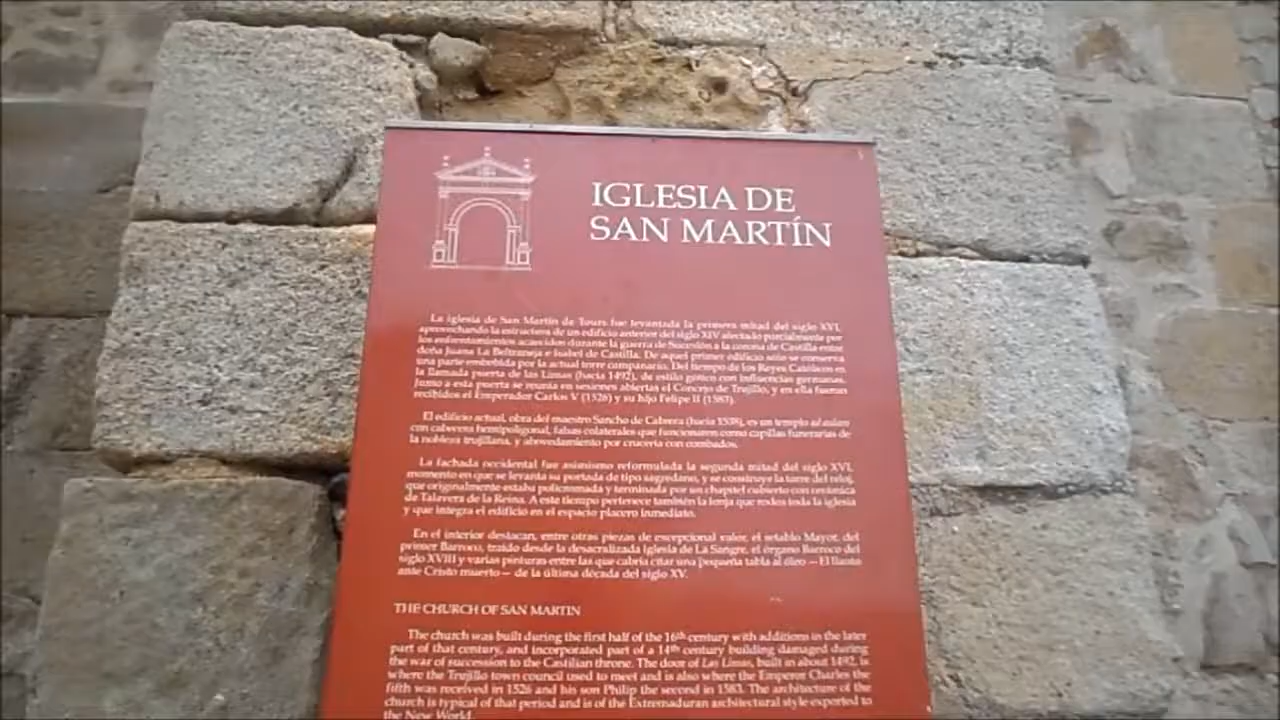 IGLESIA DE
SAN MARTÍN
La iglesia de San Martín de Tours fue levantada la primera mitad del siglo XVI,
aprovechando la estructura de un edificio anterior del siglo XIV afectado parcialmente por
los enfrentamientos acaecidos durante la guerra de Sucesión a la corona de Castilla entre
doña Juana La Beltraneja e Isabel de Castilla. De aquel primer edificio sólo se conserva
una parte embebida por la actual torre campanario. Del tiempo de los Reyes Católicos es
la llamada puerta de las Limas (hacia 1492), de estilo gótico con influencias germanas.
Junto a esta puerta se reunía en sesiones abiertas el Concejo de Trujillo, y en ella fueron
recibidos el Emperador Carlos V (1526) y su hijo Felipe II (1583).
El edificio actual, obra del maestro Sancho de Cabrera (hacia 1538), es un templo
con cabecera hemipoligonal, falsas colaterales que funcionaron como capillas funerarias de
la nobleza trujillana, y abovedamiento por crucería con combados.
La fachada occidental fue asimismo reformulada la segunda mitad del siglo XVI,
momento en que se levanta su portada de tipo sagredano, y se construye la torre del reloj,
que originalmente estaba policromada y terminada por un chapitel cubierto con cerámica
de Talavera de la Reina. A este tiempo pertenece también la lonja que rodea toda la iglesia
y que integra el edificio en el espacio placero inmediato.
En el interior destacan, entre otras piezas de excepcional valor, el retablo Mayor, del
primer Barroco, traído desde la desacralizada iglesia de La Sangre, el órgano Barroco del
siglo XVIII y varias pinturas entre las que cabría citar una pequeña tabla al óleo —El llanto
ante Cristo muerto— de la última década del siglo XV.
THE CHURCH OF SAN MARTIN
The church was built during the first half of the 16th century with additions in the later
part of that century, and incorporated part of a 14th century building damaged during
the war of succession to the Castilian throne. The door of Las Limas, built in about 1492, is
where the Trujillo town council used to meet and is also where the Emperor Charles the
fifth was received in 1526 and his son Philip the second in 1583. The architecture of the
church is typical of that period and is of the Extremaduran architectural style exported to
the New World.